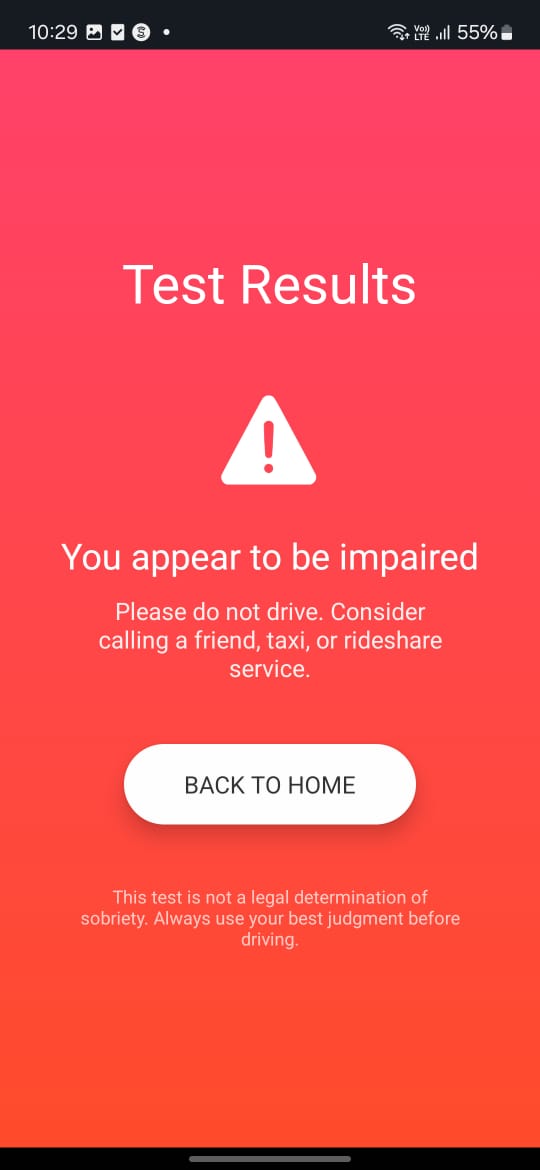 10:29
Vo)) LTE 55%
Test Results
You appear to be impaired
Please do not drive. Consider
calling a friend, taxi, or rideshare
service.
BACK TO HOME
This test is not a legal determination of
sobriety. Always use your best judgment before
driving.